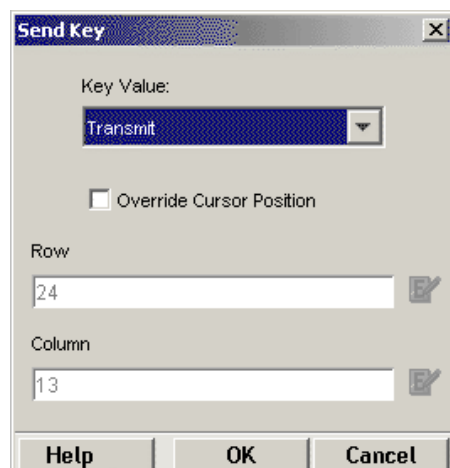 Send Key
Key Value:
Transmit
Override Cursor Position
Row
24
Column
13
Help OK Cancel